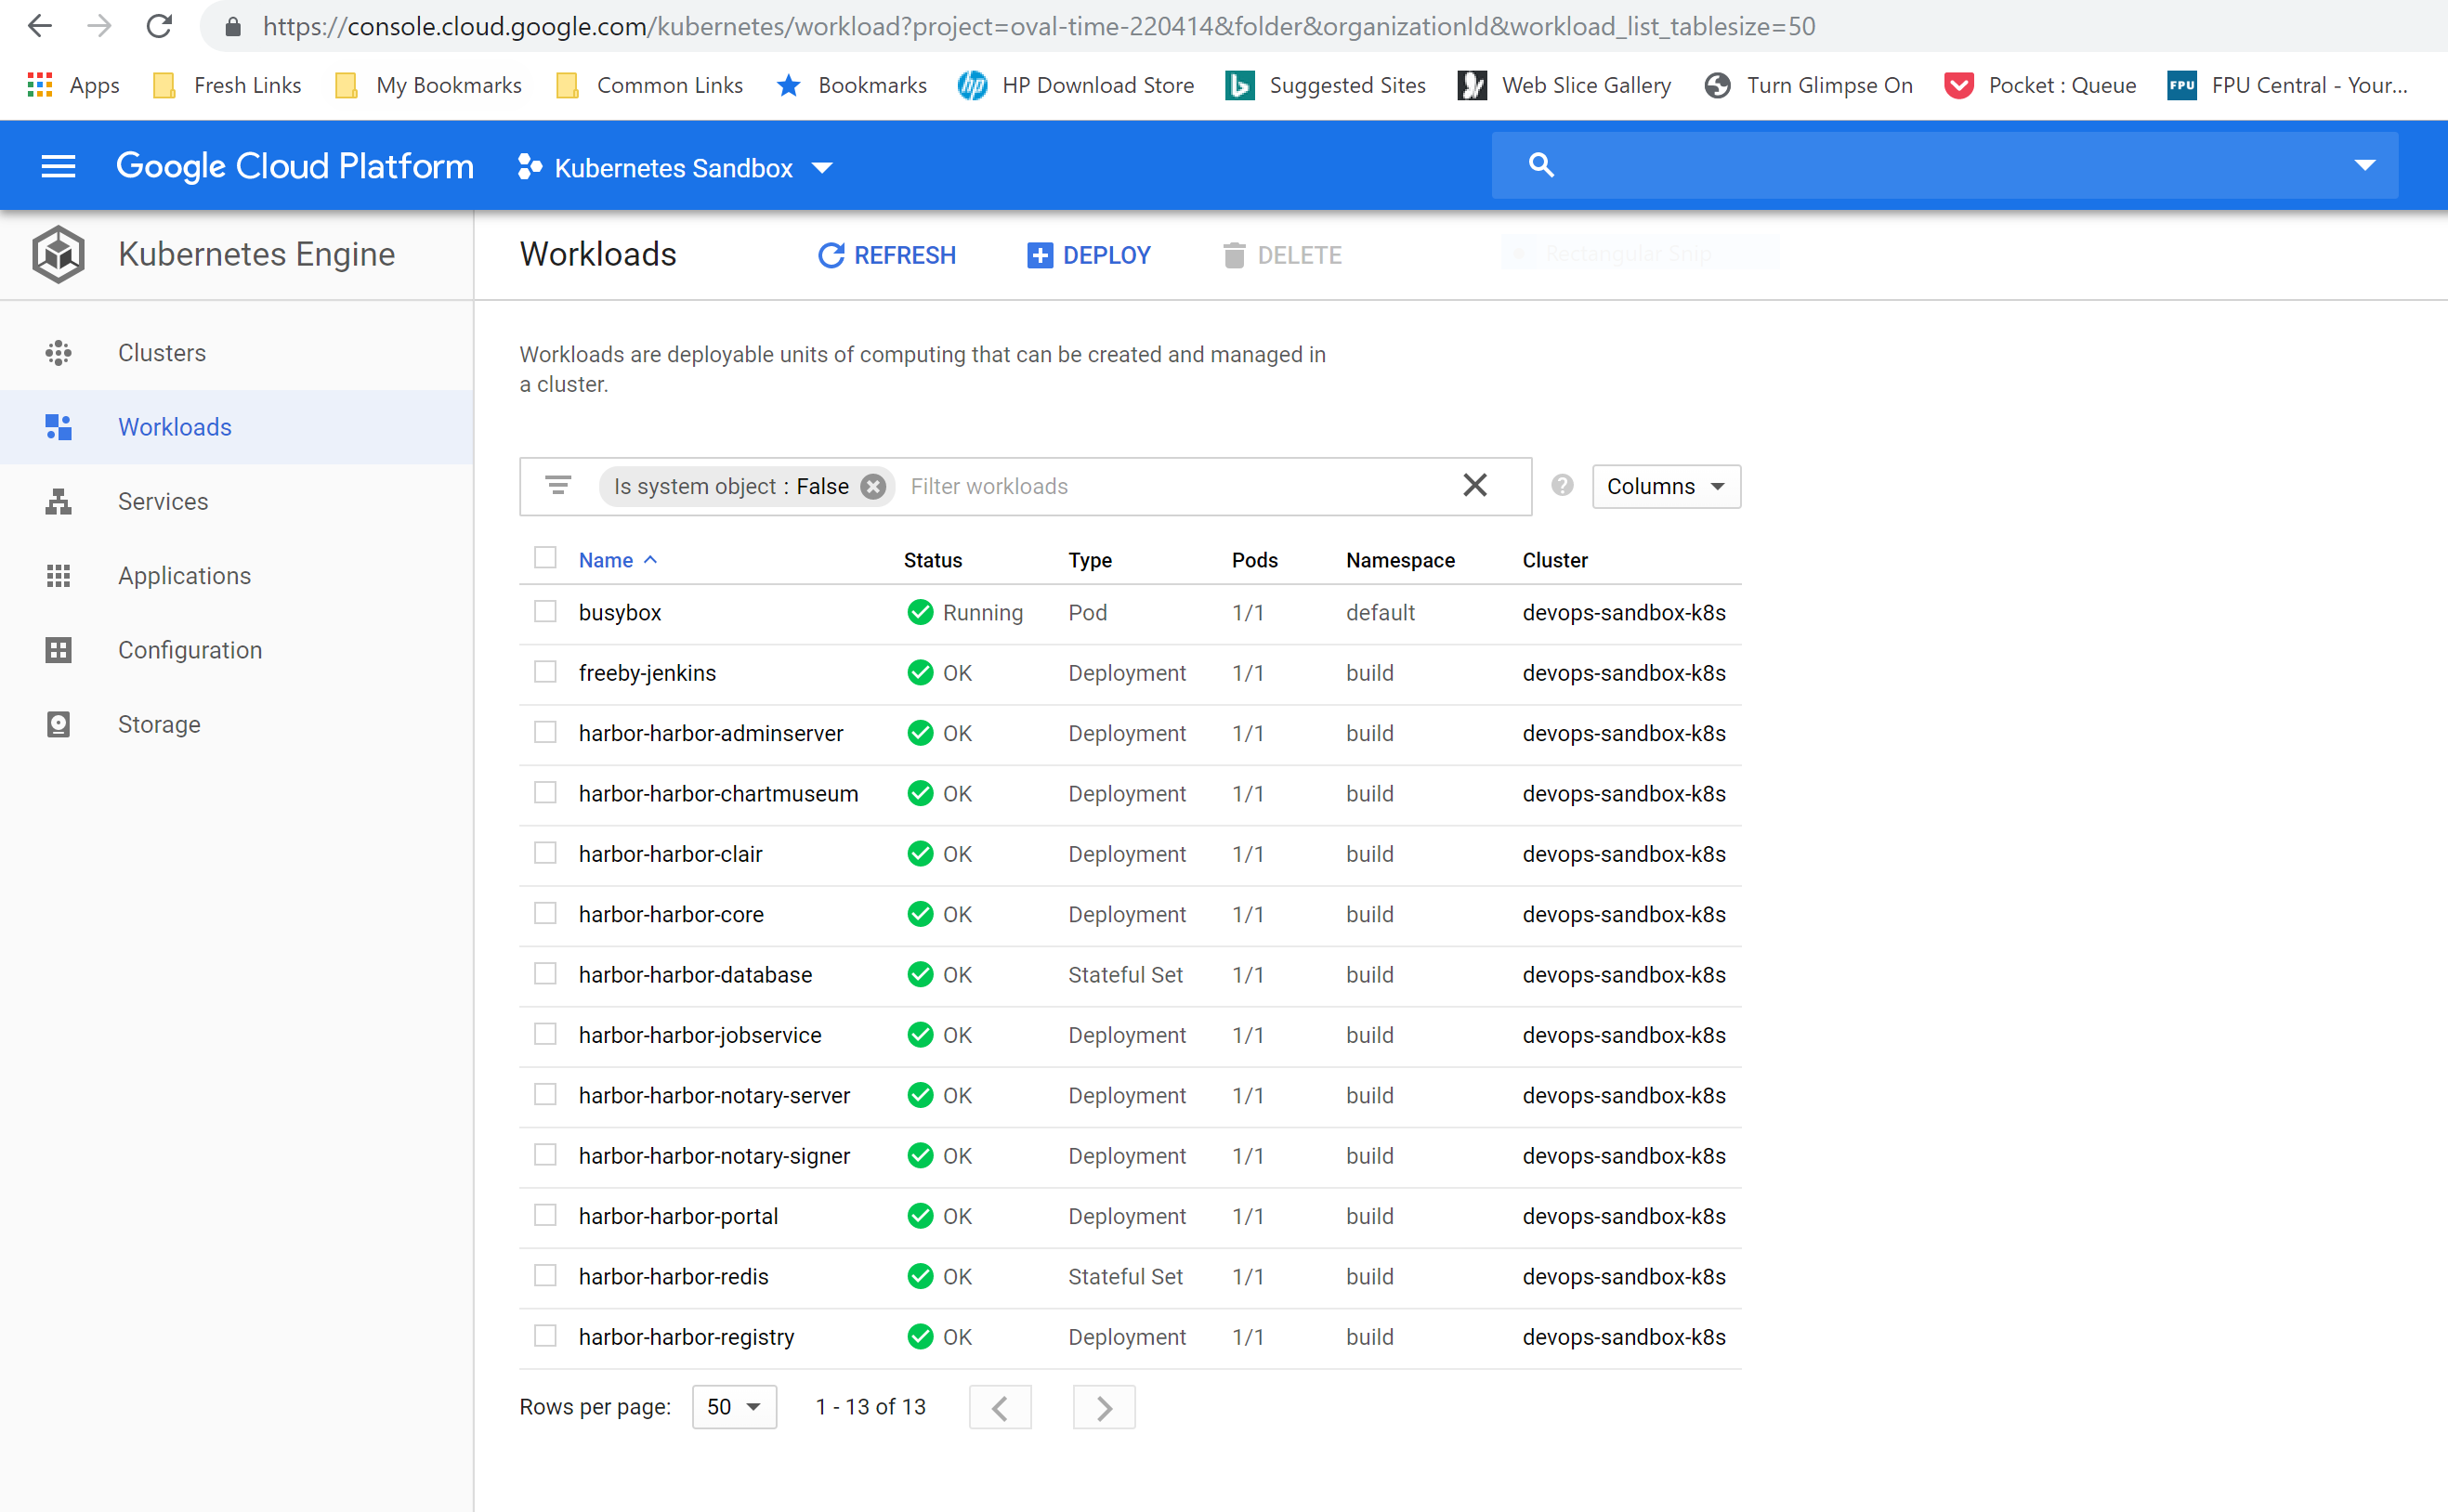 https://console.cloud.google.com/kubernetes/workload?project=oval-time-220414&folder&organizationId&workload_list_tablesize=50
Apps Fresh Links My Bookmarks Common Links Bookmarks HP Download Store Suggested Sites Web Slice Gallery Turn Glimpse On Pocket : Queue FPU FPU Central - Your...
Google Cloud Platform Kubernetes Sandbox
Kubernetes Engine Workloads REFRESH DEPLOY DELETE Rectangular Snip
Clusters
Workloads
Services
Applications
Configuration
Storage
Workloads are deployable units of computing that can be created and managed in
a cluster.
Is system object : False Filter workloads Columns
Name Status Type Pods Namespace Cluster
busybox Running Pod 1/1 default devops-sandbox-k8s
freeby-jenkins OK Deployment 1/1 build devops-sandbox-k8s
harbor-harbor-adminserver OK Deployment 1/1 build devops-sandbox-k8s
harbor-harbor-chartmuseum OK Deployment 1/1 build devops-sandbox-k8s
harbor-harbor-clair OK Deployment 1/1 build devops-sandbox-k8s
harbor-harbor-core OK Deployment 1/1 build devops-sandbox-k8s
harbor-harbor-database OK Stateful Set 1/1 build devops-sandbox-k8s
harbor-harbor-jobservice OK Deployment 1/1 build devops-sandbox-k8s
harbor-harbor-notary-server OK Deployment 1/1 build devops-sandbox-k8s
harbor-harbor-notary-signer OK Deployment 1/1 build devops-sandbox-k8s
harbor-harbor-portal OK Deployment 1/1 build devops-sandbox-k8s
harbor-harbor-redis OK Stateful Set 1/1 build devops-sandbox-k8s
harbor-harbor-registry OK Deployment 1/1 build devops-sandbox-k8s
Rows per page: 50 1 - 13 of 13